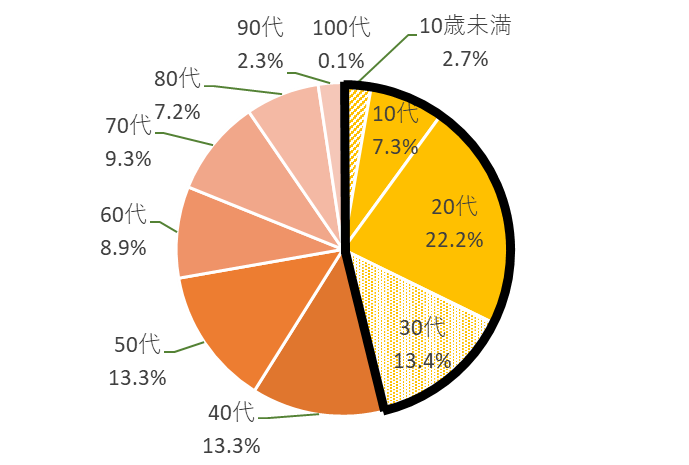 10歳未満
2.7%
10代
7.3%
20代
22.2%
30代
13.4%
40代
13.3%
50代
13.3%
60代
8.9%
70代
9.3%
80代
7.2%
90代
2.3%
100代
0.1%